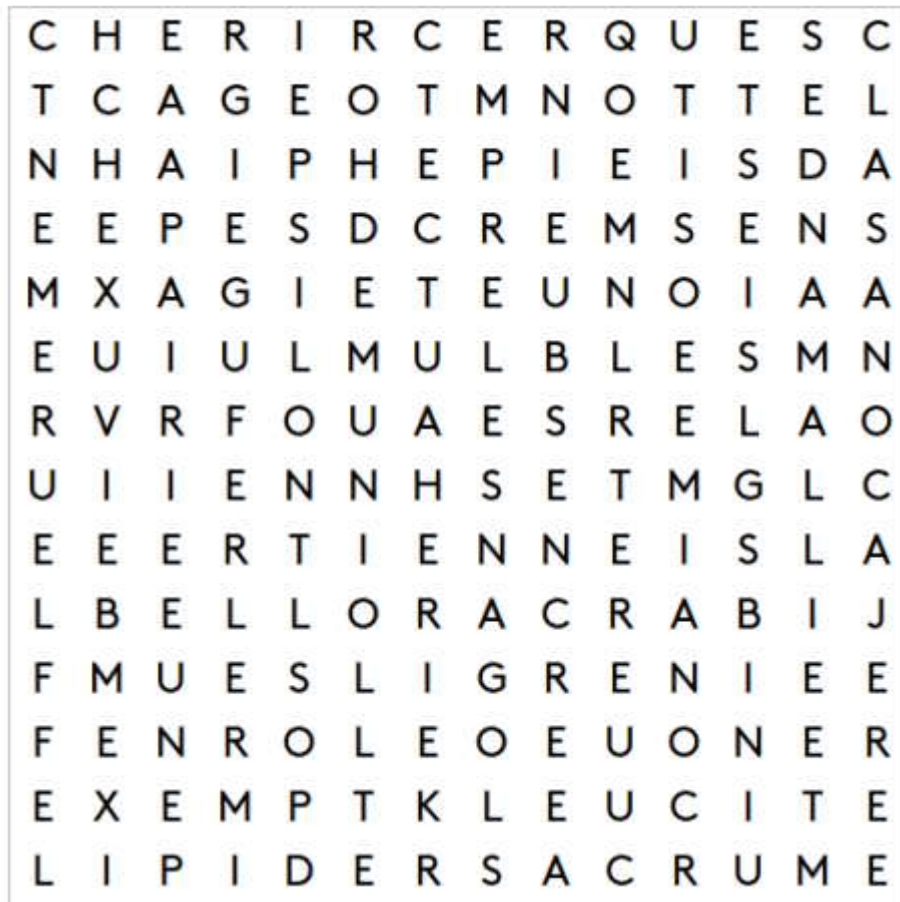 C H E R I R C E R Q U E S C
T C A G E O T M N O T T E L
N H A I P H E P I E I S D A
E E P E S D C R E M S E N S
M X A G I E T E U N O I A A
E U I U L M U L B L E S M N
R V R F O U A E S R E L A O
U I I E N N H S E T M G L C
E E E R T I E N N E I S L A
L B E L L O R A C R A B I J
F M U E S L I G R E N I E E
F E N R O L E O E U O N E R
E X E M P T K L E U C I T E
L I P I D E R S A C R U M E